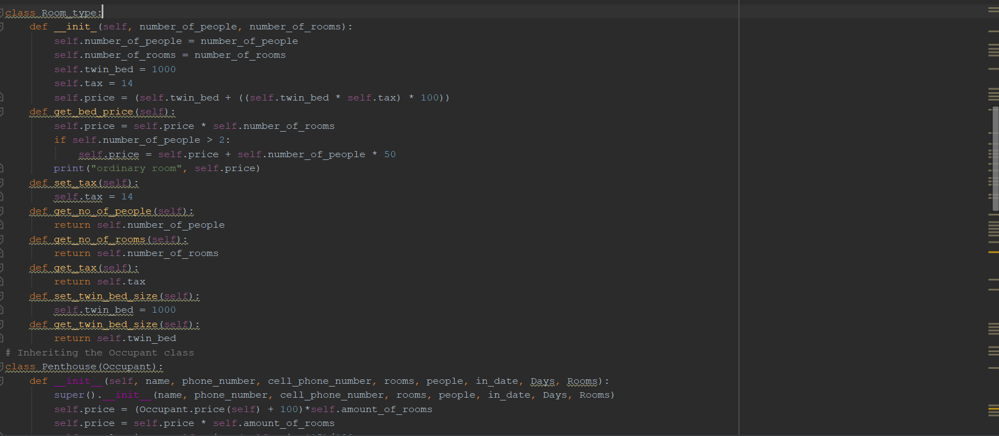 class Room_type:
    def __init_(self, number_of_people, number_of_rooms):
        self.number_of_people = number_of_people
        self.number_of_rooms = number_of_rooms
        self.twin_bed = 1000
        self.tax = 14
        self.price = (self.twin_bed + ((self.twin_bed * self.tax) * 100))
    def get_bed_price(self):
        self.price = self.price * self.number_of_rooms
        if self.number_of_people > 2:
            self.price = self.price + self.number_of_people * 50
        print("ordinary room", self.price)
    def set_tax(self):
        self.tax = 14
    def get_no_of_people(self):
        return self.number_of_people
    def get_no_of_rooms(self):
        return self.number_of_rooms
    def get_tax(self):
        return self.tax
    def set_twin_bed_size(self):
        self.twin_bed = 1000
    def get_twin_bed_size(self):
        return self.twin_bed
# Inheriting the Occupant class
class Penthouse(Occupant):
    def __init__(self, name, phone_number, cell_phone_number, rooms, people, in_date, Days, Rooms):
        super().__init__(name, phone_number, cell_phone_number, rooms, people, in_date, Days, Rooms)
        self.price = (Occupant.price(self) + 100)*self.amount_of_rooms
        self.price = self.price * self.amount_of_rooms